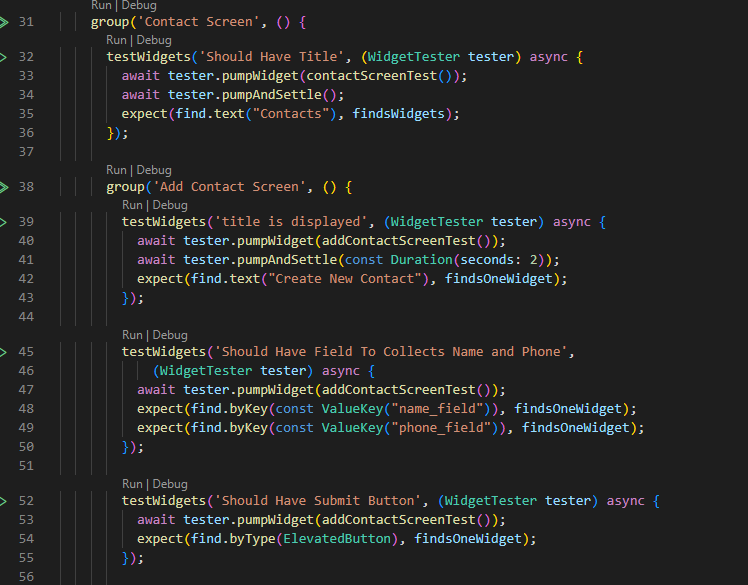 Run | Debug
31 group('Contact Screen', () {
Run | Debug
32 testWidgets('Should Have Title', (WidgetTester tester) async {
33 await tester.pumpWidget(contactScreenTest());
34 await tester.pumpAndSettle();
35 expect(find.text("Contacts"), findsWidgets);
36 });
37
Run | Debug
38 group('Add Contact Screen', () {
Run | Debug
39 testWidgets('title is displayed', (WidgetTester tester) async {
40 await tester.pumpWidget(addContactScreenTest());
41 await tester.pumpAndSettle(const Duration(seconds: 2));
42 expect(find.text("Create New Contact"), findsOneWidget);
43 });
44
Run | Debug
45 testWidgets('Should Have Field To Collects Name and Phone',
46 (WidgetTester tester) async {
47 await tester.pumpWidget(addContactScreenTest());
48 expect(find.byKey(const ValueKey("name_field")), findsOneWidget);
49 expect(find.byKey(const ValueKey("phone_field")), findsOneWidget);
50 });
51
Run | Debug
52 testWidgets('Should Have Submit Button', (WidgetTester tester) async {
53 await tester.pumpWidget(addContactScreenTest());
54 expect(find.byType(ElevatedButton), findsOneWidget);
55 });
56